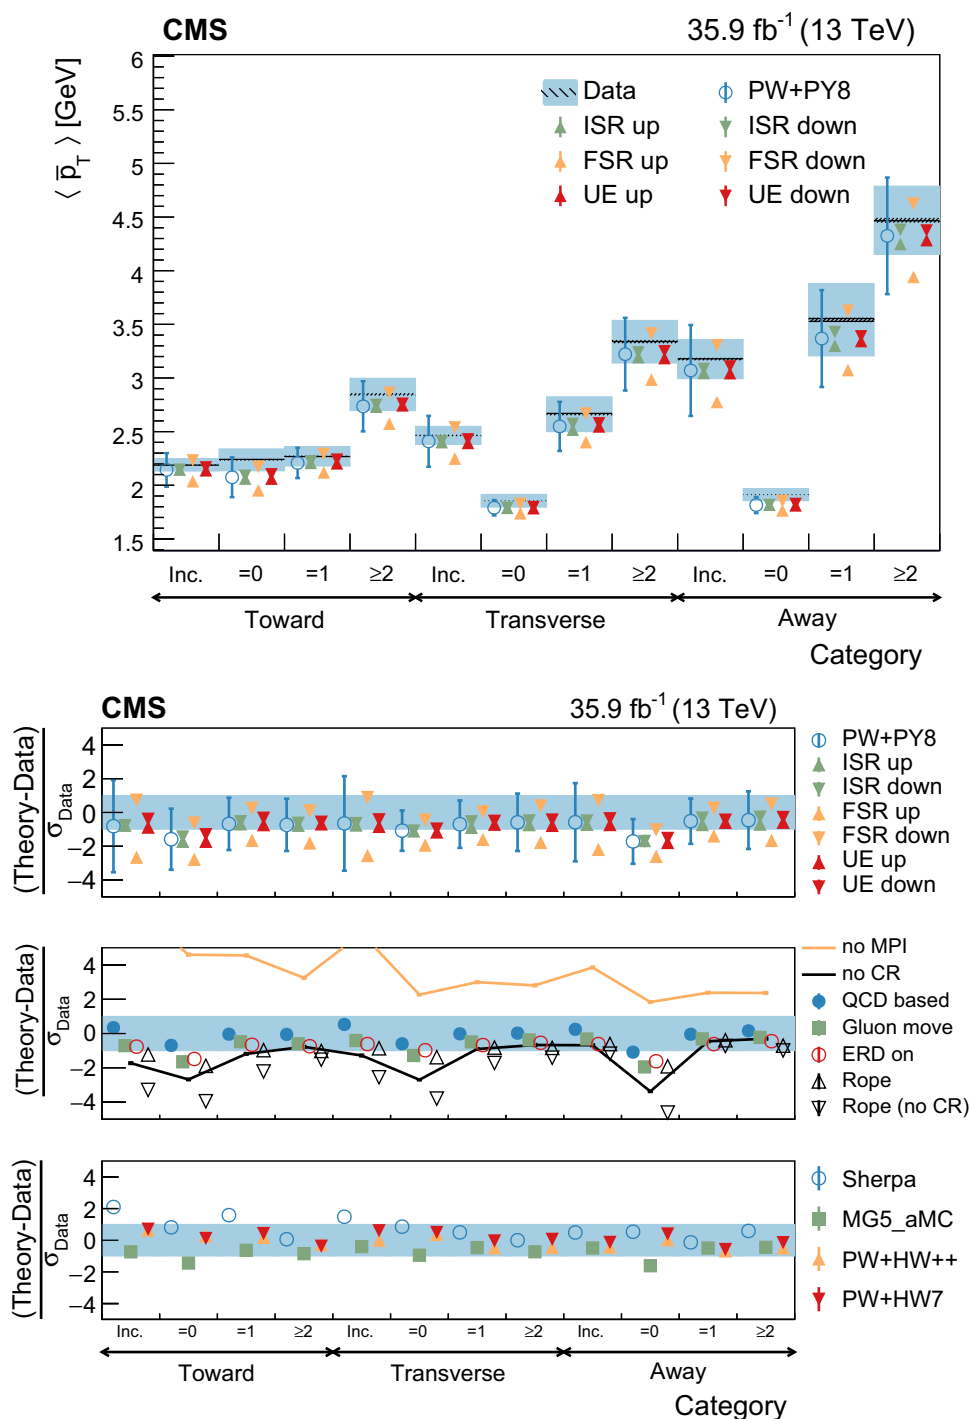 CMS 35.9 fb⁻¹ (13 TeV)
⟨ p̅_T ⟩ [GeV]
6
5.5
5
4.5
4
3.5
3
2.5
2
1.5
Data PW+PY8
ISR up ISR down
FSR up FSR down
UE up UE down
Inc. =0 =1 ≥2 Inc. =0 =1 ≥2 Inc. =0 =1 ≥2
Toward Transverse Away
Category
CMS 35.9 fb⁻¹ (13 TeV)
(Theory-Data)
σ_Data
4
2
0
−2
−4
PW+PY8
ISR up
ISR down
FSR up
FSR down
UE up
UE down
(Theory-Data)
σ_Data
4
2
0
−2
−4
no MPI
no CR
QCD based
Gluon move
ERD on
Rope
Rope (no CR)
(Theory-Data)
σ_Data
4
2
0
−2
−4
Sherpa
MG5_aMC
PW+HW++
PW+HW7
Inc. =0 =1 ≥2 Inc. =0 =1 ≥2 Inc. =0 =1 ≥2
Toward Transverse Away
Category